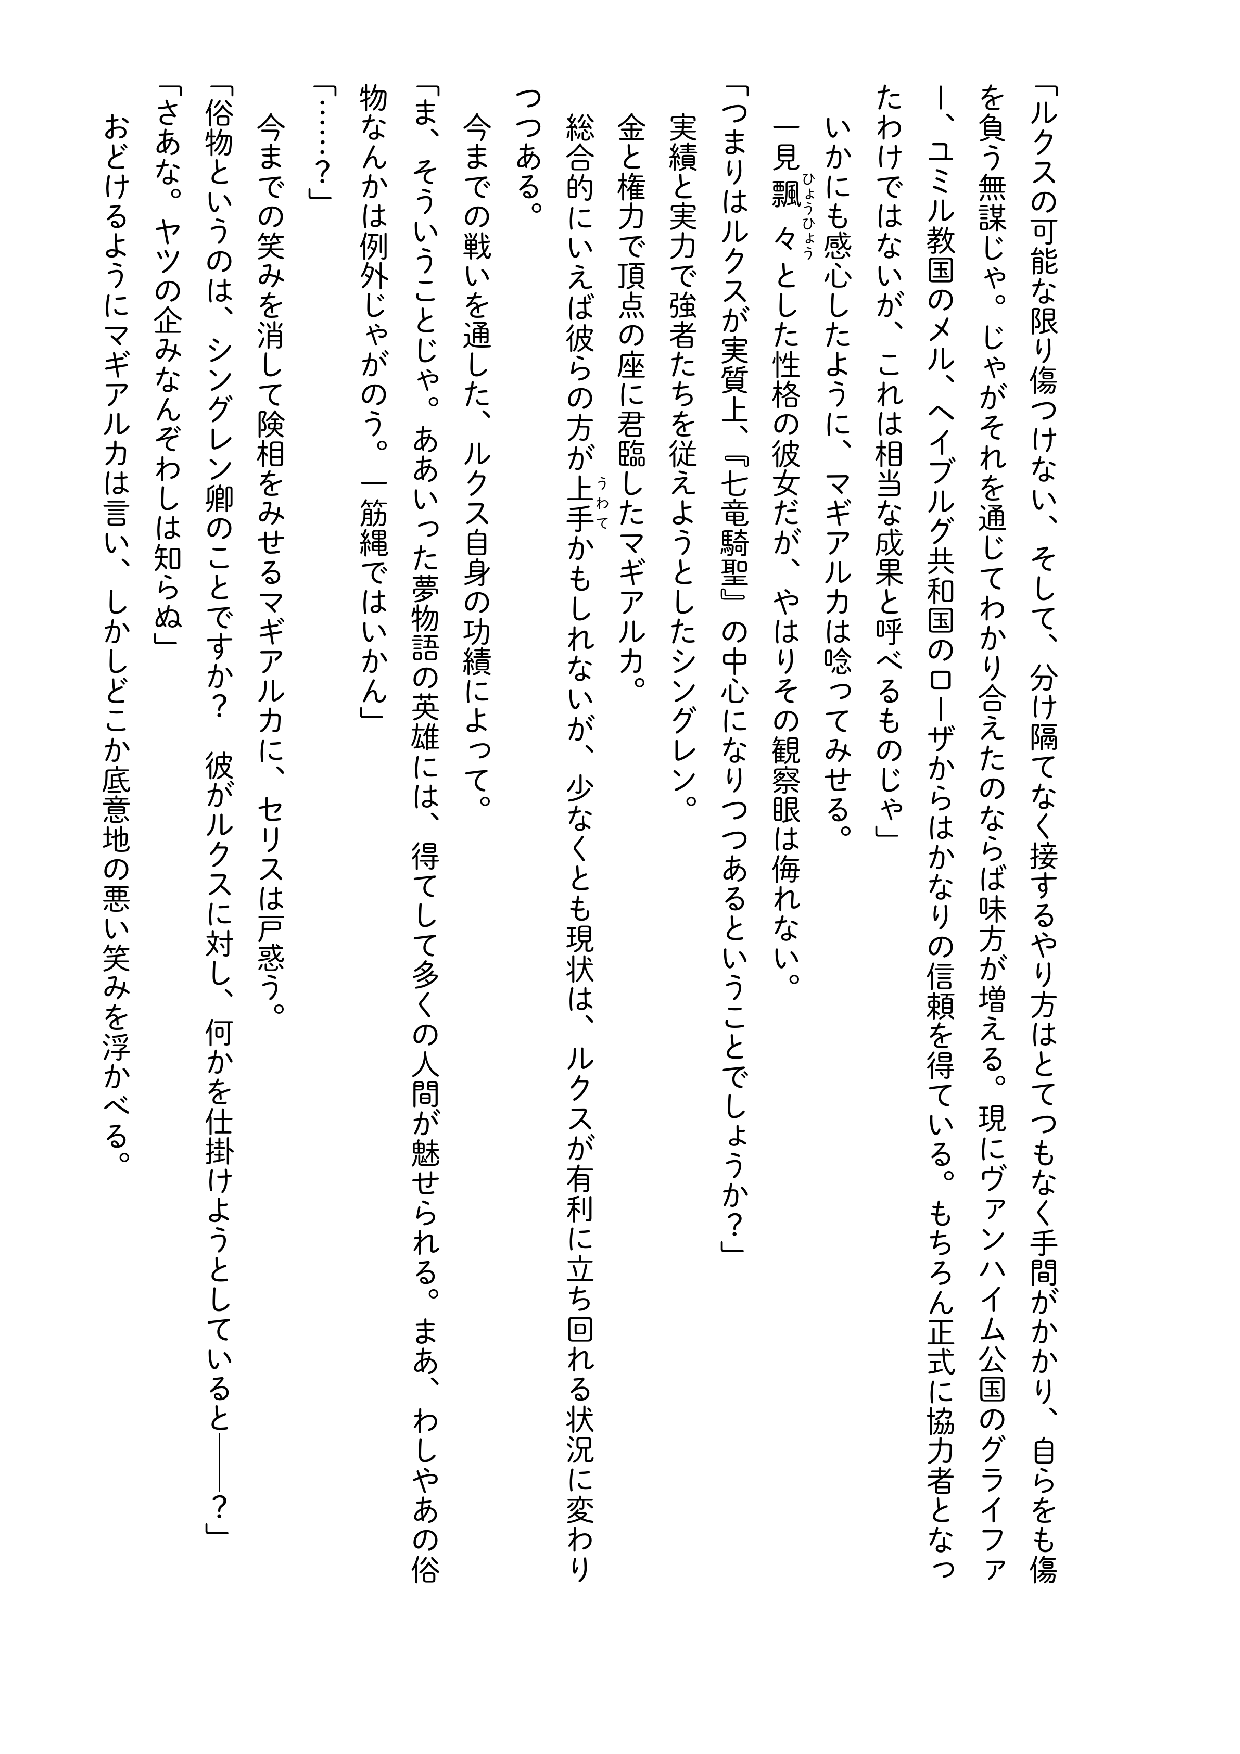 「ルクスの可能な限り傷つけない、そして、分け隔てなく接するやり方はとてつもなく手間がかかり、自らをも傷
を負う無謀じゃ。じゃがそれを通じてわかり合えたのならば味方が増える。現にヴァンハイム公国のグライファ
ー、ユミル教国のメル、ヘイブルグ共和国のローザからはかなりの信頼を得ている。もちろん正式に協力者となっ
たわけではないが、これは相当な成果と呼べるものじゃ」
いかにも感心したように、マギアルカは唸ってみせる。
一見飄々とした性格の彼女だが、やはりその観察眼は侮れない。
ひょうひょう
「つまりはルクスが実質上、『七竜騎聖』の中心になりつつあるということでしょうか？」
実績と実力で強者たちを従えようとしたシングレン。
金と権力で頂点の座に君臨したマギアルカ。
総合的にいえば彼らの方が上手かもしれないが、少なくとも現状は、ルクスが有利に立ち回れる状況に変わり
うわて
つつある。
今までの戦いを通した、ルクス自身の功績によって。
「ま、そういうことじゃ。ああいった夢物語の英雄には、得てして多くの人間が魅せられる。まあ、わしやあの俗
物なんかは例外じゃがのう。一筋縄ではいかん」
「……？」
今までの笑みを消して険相をみせるマギアルカに、セリスは戸惑う。
「俗物というのは、シングレン卿のことですか？　彼がルクスに対し、何かを仕掛けようとしていると――？」
「さあな。ヤツの企みなんぞわしは知らぬ」
おどけるようにマギアルカは言い、しかしどこか底意地の悪い笑みを浮かべる。